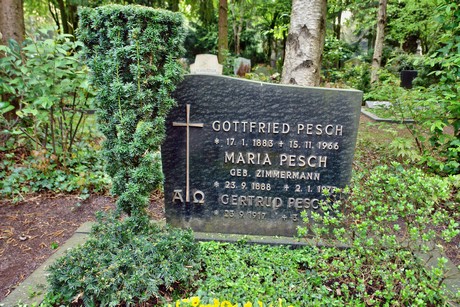 GOTTFRIED PESCH
* 17.1.1883 + 15.11.1966
MARIA PESCH
GEB. ZIMMERMANN
* 23.9.1888 + 2.1.
Α Ω GERTRUD PESCH
* 23.9.1917 +